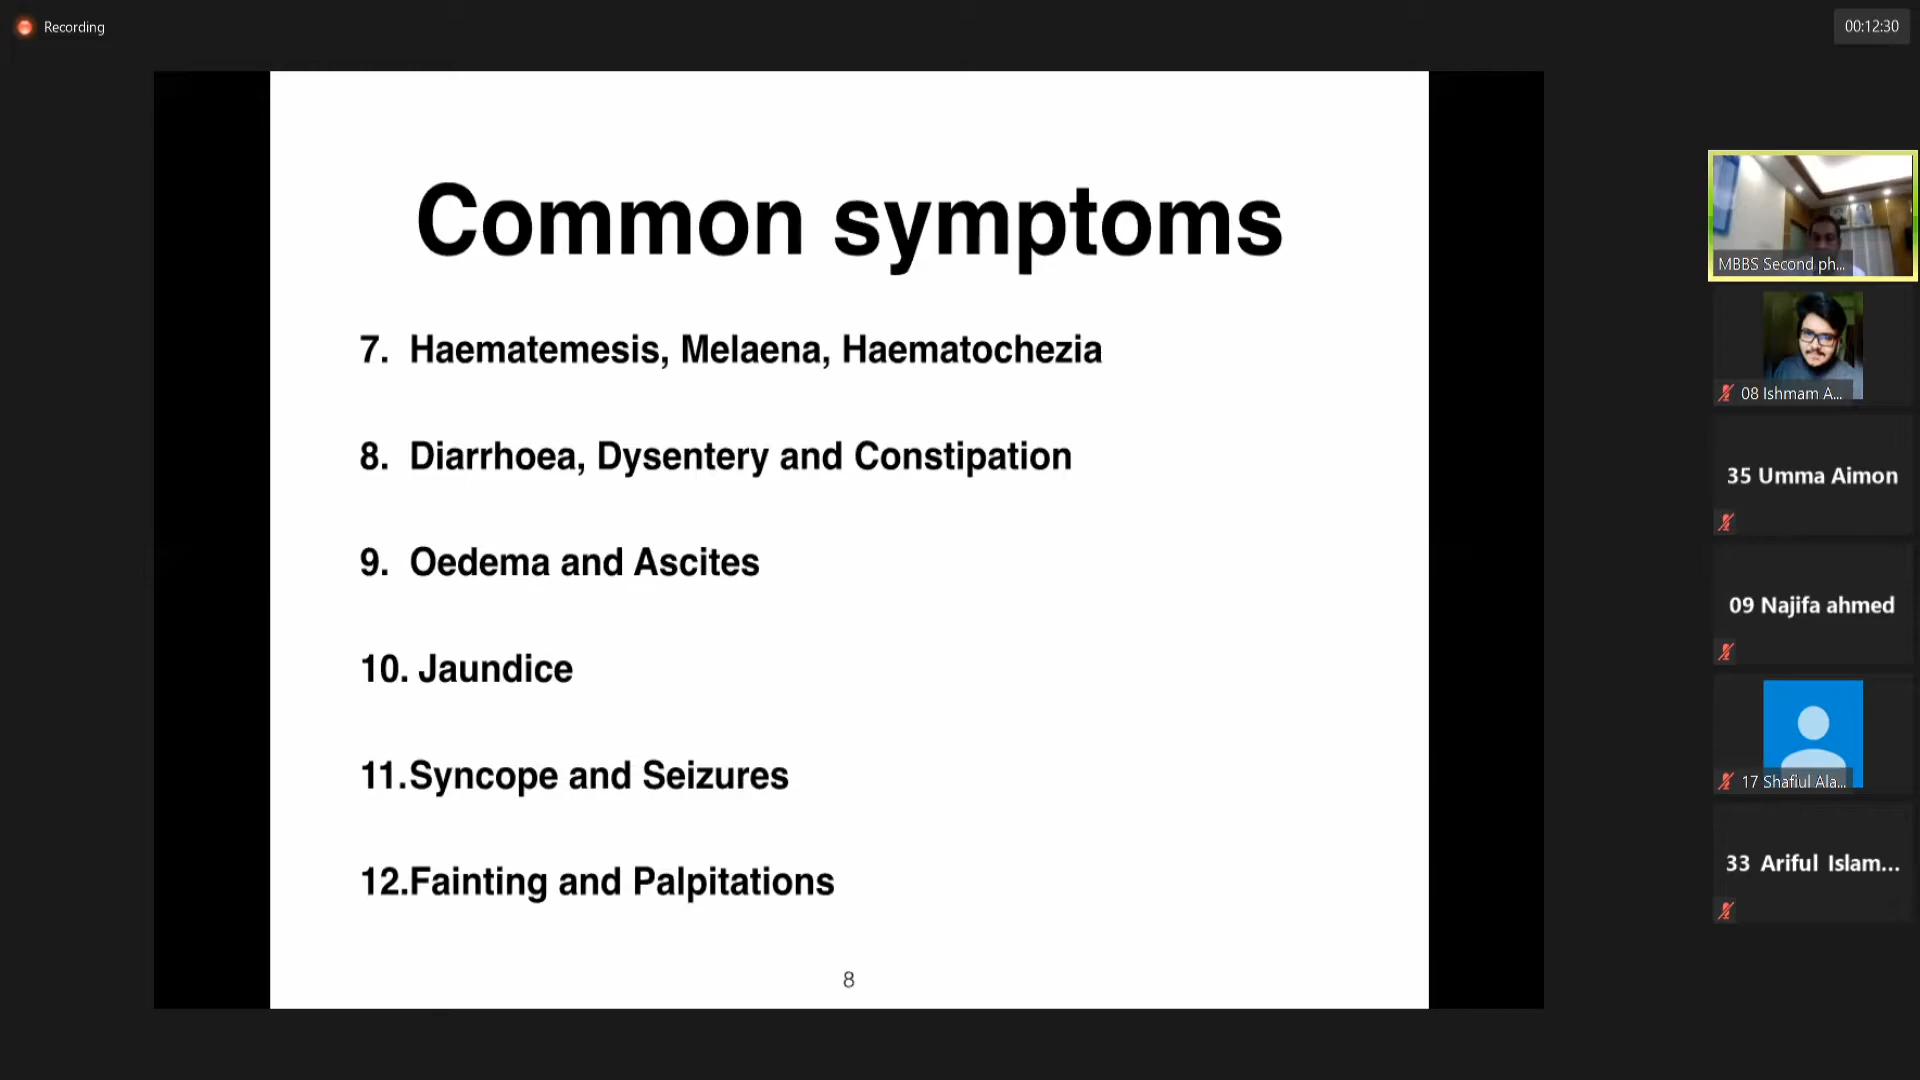 Recording
00:12:30
Common symptoms
7. Haematemesis, Melaena, Haematochezia
8. Diarrhoea, Dysentery and Constipation
9. Oedema and Ascites
10. Jaundice
11.Syncope and Seizures
12.Fainting and Palpitations
8
MBBS Second ph...
08 Ishmam A...
35 Umma Aimon
09 Najifa ahmed
17 Shafiul Ala...
33 Ariful Islam...